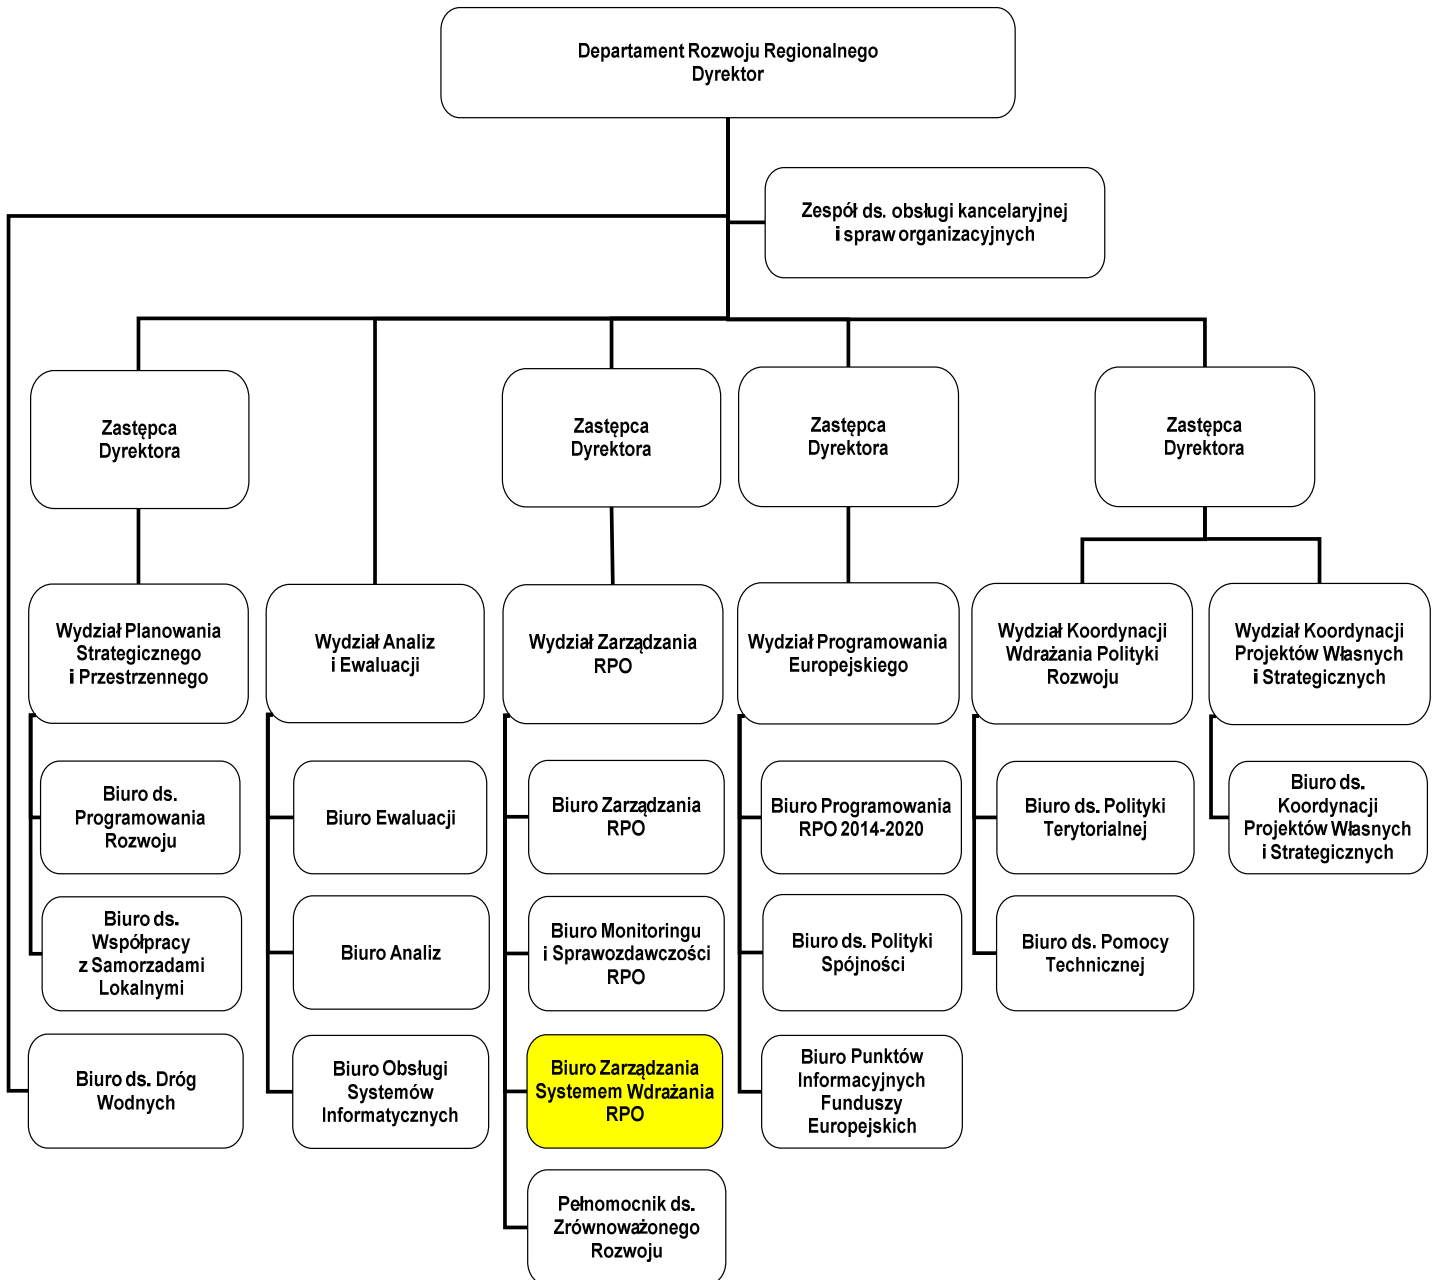 Departament Rozwoju Regionalnego
Dyrektor
Zespół ds. obsługi kancelaryjnej
i spraw organizacyjnych
Zastępca
Dyrektora
Zastępca
Dyrektora
Zastępca
Dyrektora
Zastępca
Dyrektora
Wydział Planowania
Strategicznego
i Przestrzennego
Wydział Analiz
i Ewaluacji
Wydział Zarządzania
RPO
Wydział Programowania
Europejskiego
Wydział Koordynacji
Wdrażania Polityki
Rozwoju
Wydział Koordynacji
Projektów Własnych
i Strategicznych
Biuro ds.
Programowania
Rozwoju
Biuro Ewaluacji
Biuro Zarządzania
RPO
Biuro Programowania
RPO 2014-2020
Biuro ds. Polityki
Terytorialnej
Biuro ds.
Koordynacji
Projektów Własnych
i Strategicznych
Biuro ds.
Współpracy
z Samorzadami
Lokalnymi
Biuro Analiz
Biuro Monitoringu
i Sprawozdawczości
RPO
Biuro ds. Polityki
Spójności
Biuro ds. Pomocy
Technicznej
Biuro ds. Dróg
Wodnych
Biuro Obsługi
Systemów
Informatycznych
Biuro Zarządzania
Systemem Wdrażania
RPO
Biuro Punktów
Informacyjnych
Funduszy
Europejskich
Pełnomocnik ds.
Zrównoważonego
Rozwoju